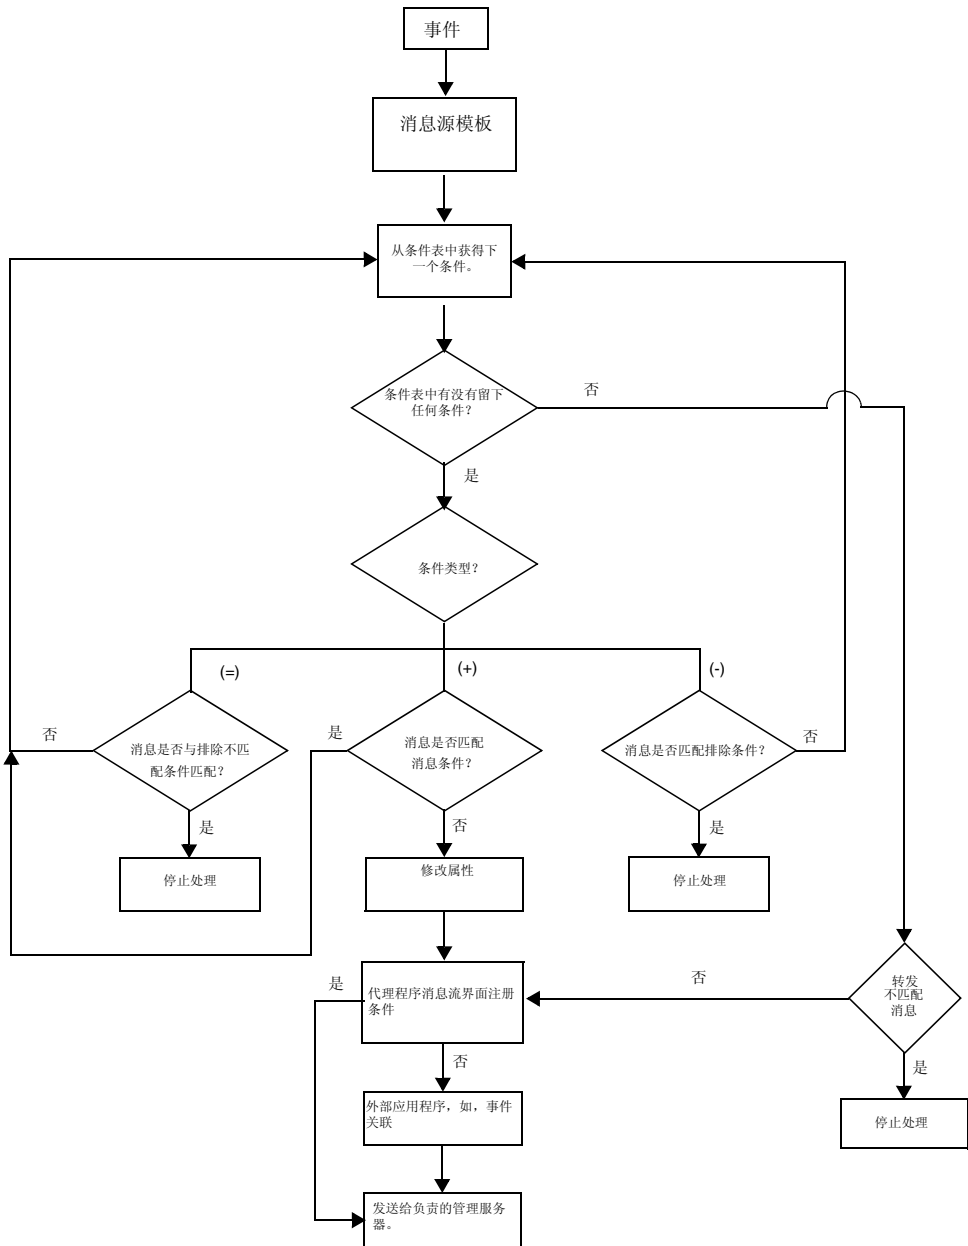 事件
消息源模板
从条件表中获得下
一个条件。
条件表中有没有留下
任何条件？
否
是
条件类型？
(=)
(+)
(-)
否
消息是否与排除不匹
配条件匹配？
是
消息是否匹配
消息条件？
消息是否匹配排除条件？
否
是
否
是
停止处理
修改属性
停止处理
是
代理程序消息流界面注册
条件
否
转发
不匹配
消息
否
是
外部应用程序，如，事件
关联
停止处理
发送给负责的管理服务
器。